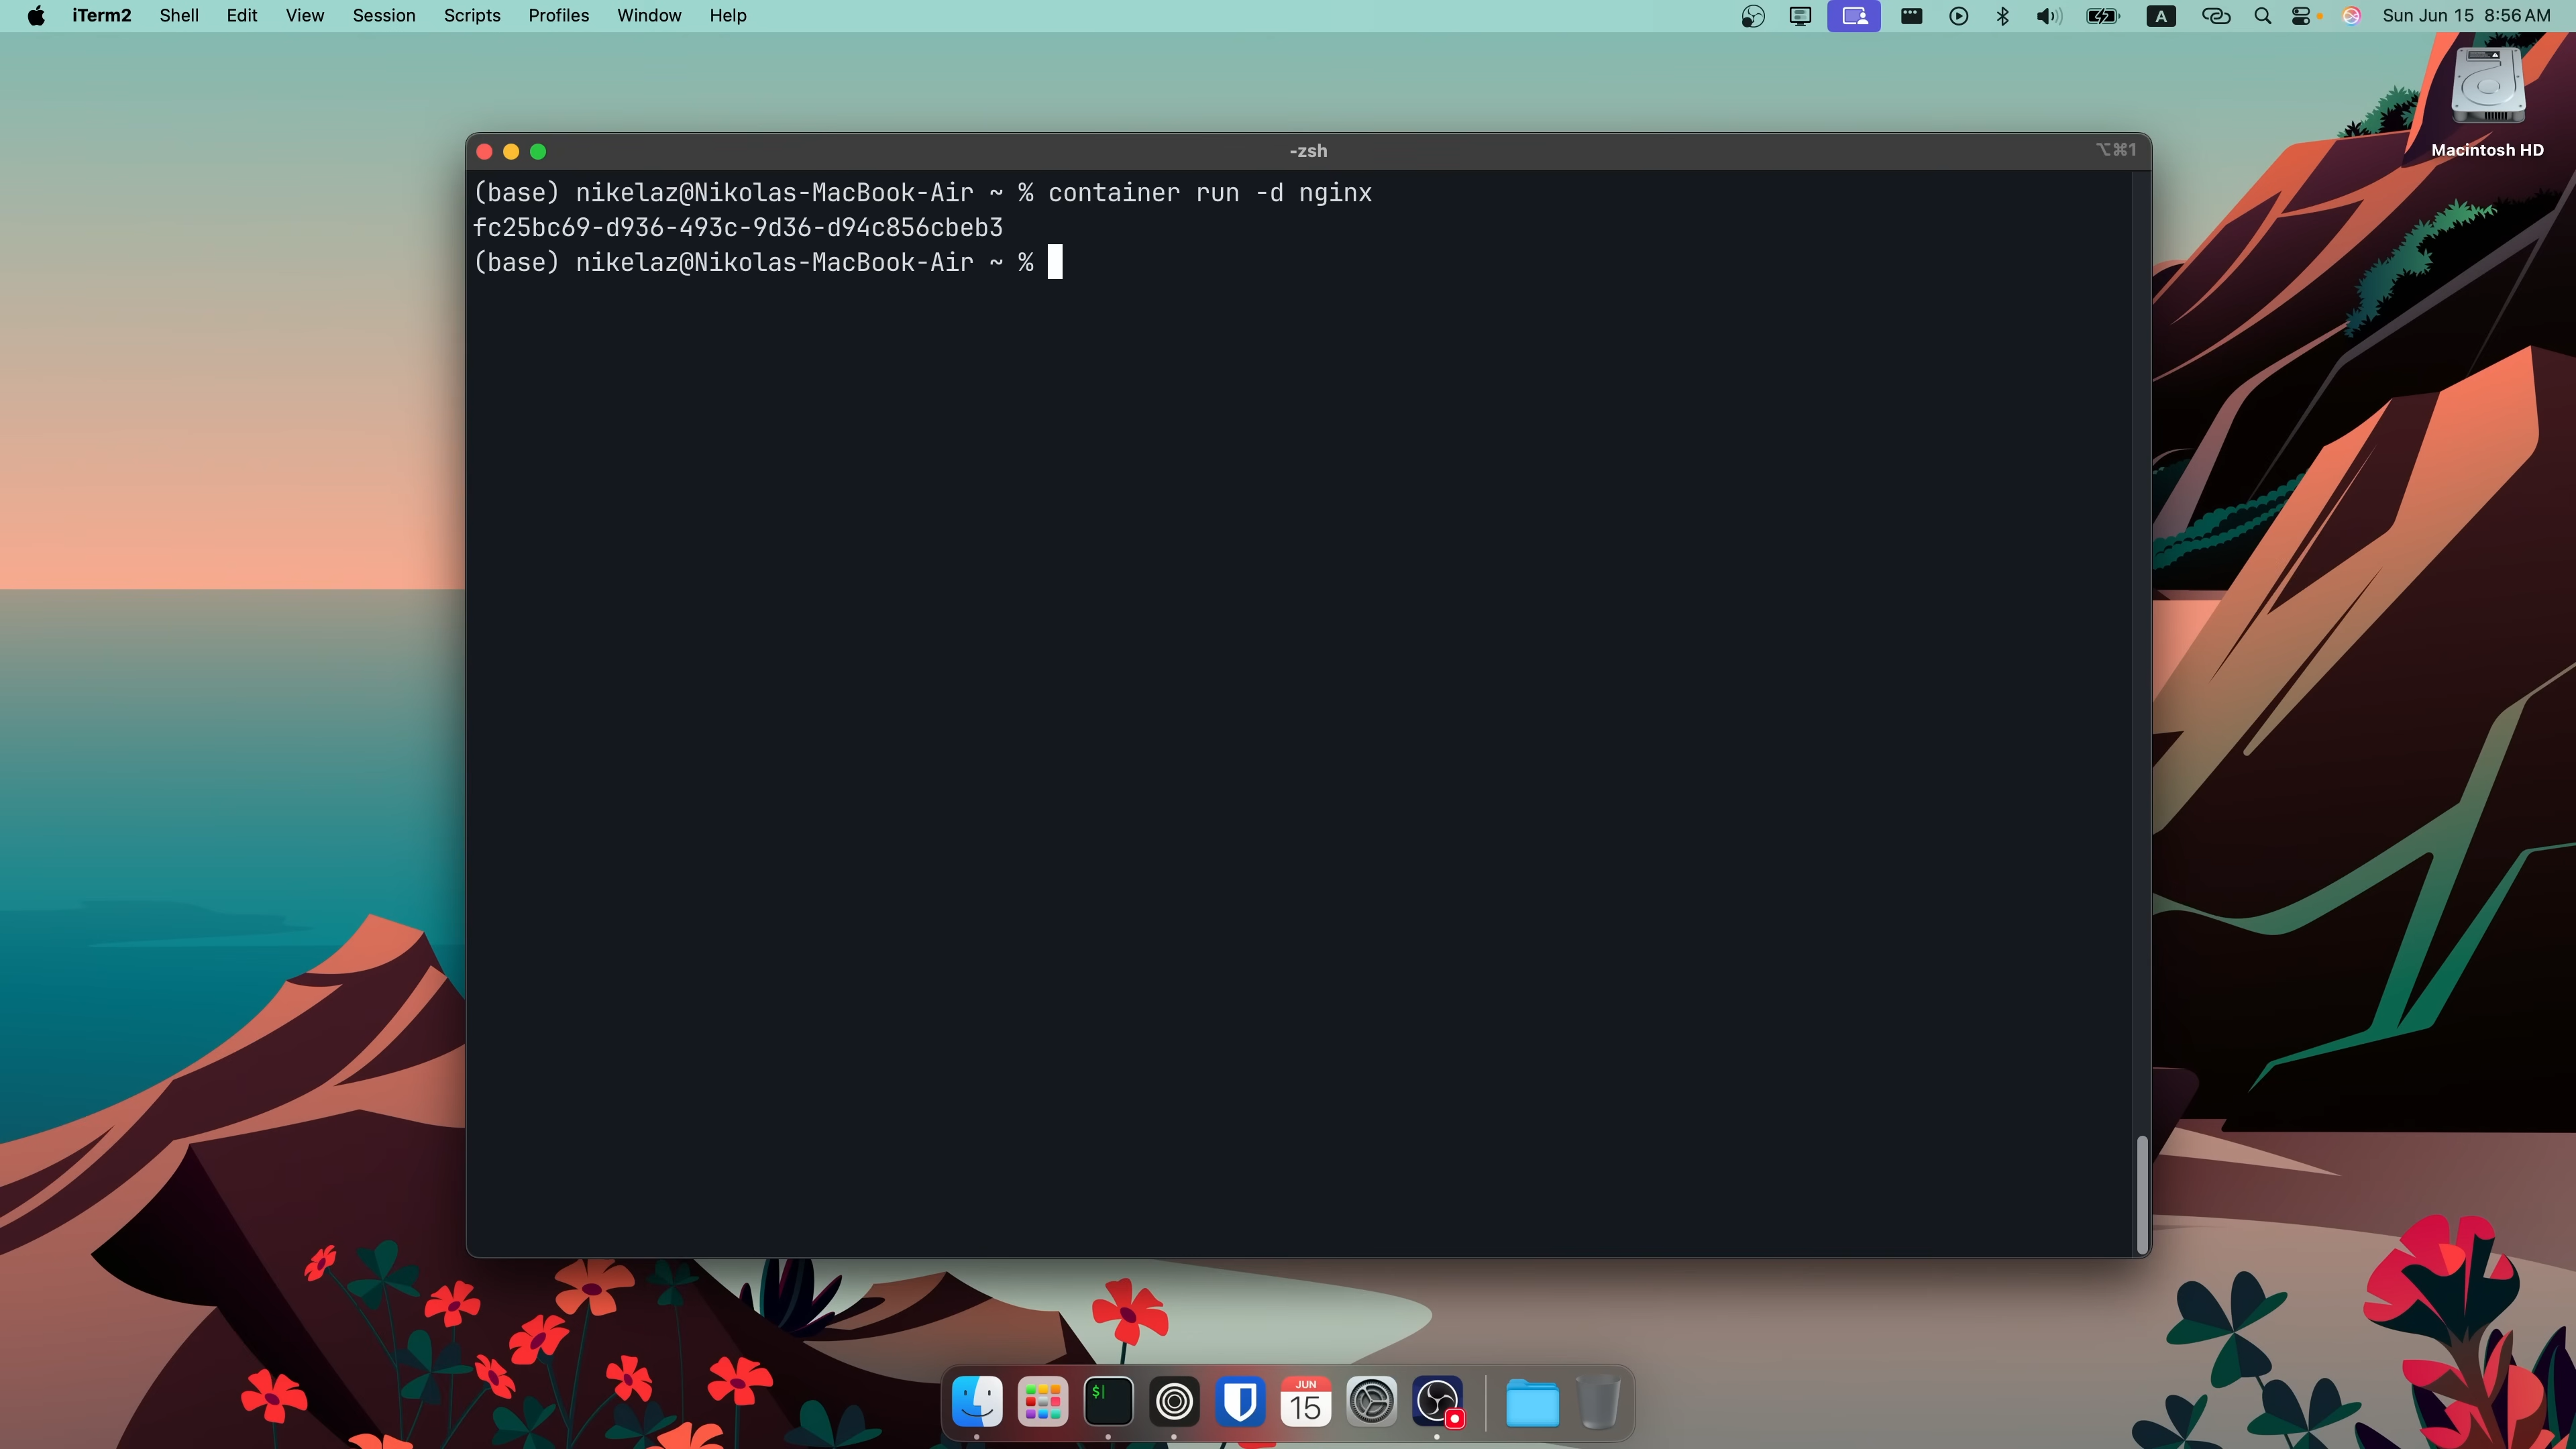 iTerm2 Shell Edit View Session Scripts Profiles Window Help A Sun Jun 15 8:56 AM
Macintosh HD
-zsh ⌥⌘1
(base) nikelaz@Nikolas-MacBook-Air ~ % container run -d nginx
fc25bc69-d936-493c-9d36-d94c856cbeb3
(base) nikelaz@Nikolas-MacBook-Air ~ %
$
JUN
15